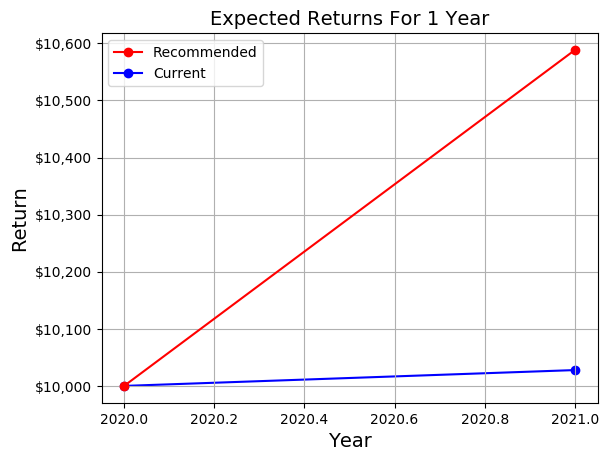 Expected Returns For 1 Year
Recommended
Current
Return
$10,600
$10,500
$10,400
$10,300
$10,200
$10,100
$10,000
2020.0 2020.2 2020.4 2020.6 2020.8 2021.0
Year